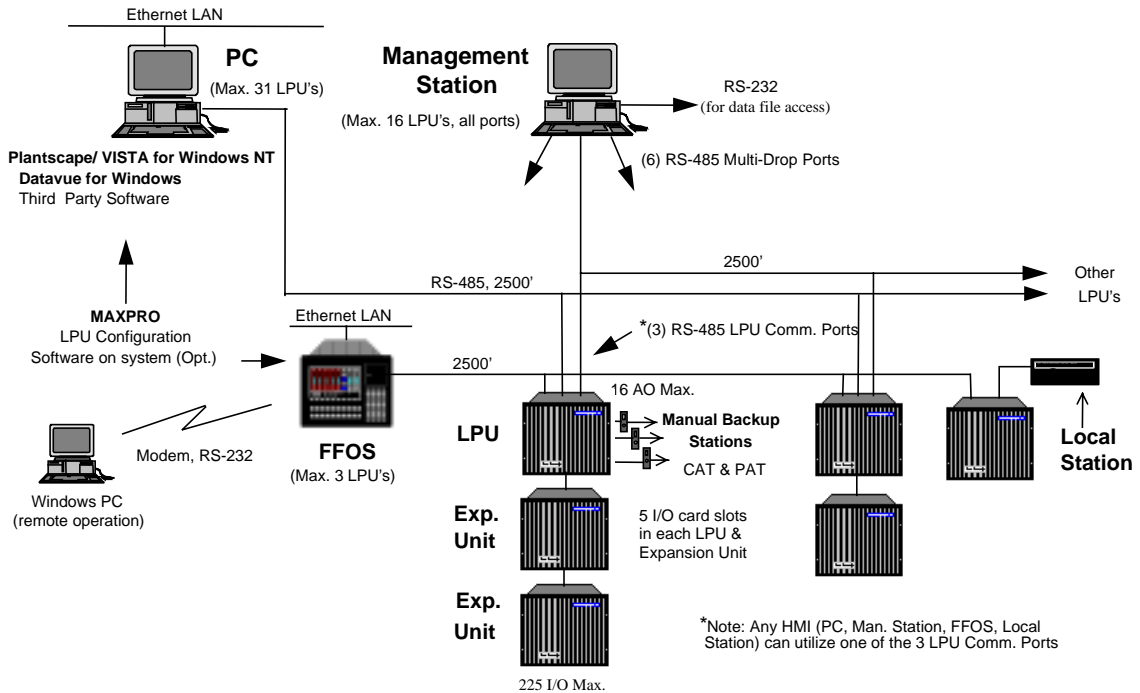 Ethernet LAN
PC
(Max. 31 LPU's)
Plantscape/ VISTA for Windows NT
Datavue for Windows
Third Party Software
Management
Station
(Max. 16 LPU's, all ports)
RS-232
(for data file access)
(6) RS-485 Multi-Drop Ports
2500'
RS-485, 2500'
Other
LPU's
MAXPRO
LPU Configuration
Software on system (Opt.)
Ethernet LAN
*(3) RS-485 LPU Comm. Ports
2500'
16 AO Max.
FFOS
(Max. 3 LPU's)
Modem, RS-232
Windows PC
(remote operation)
LPU
Manual Backup
Stations
CAT & PAT
Local
Station
Exp.
Unit
5 I/O card slots
in each LPU &
Expansion Unit
Exp.
Unit
225 I/O Max.
*Note: Any HMI (PC, Man. Station, FFOS, Local
Station) can utilize one of the 3 LPU Comm. Ports